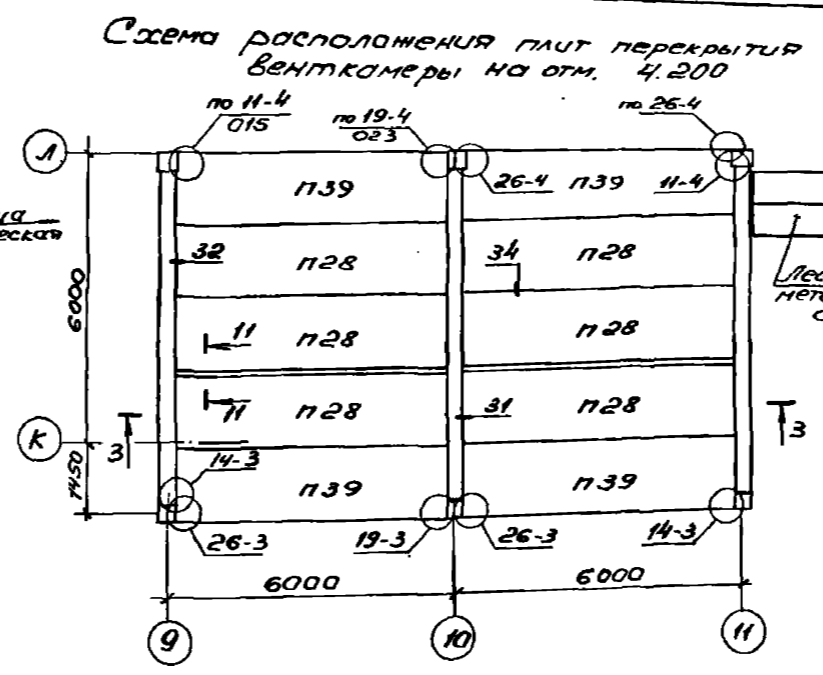 Схема расположения плит перекрытия
венткамеры на отм. 4.200
по 11-4
015
по 19-4
023
по 26-4
Л
П39
26-4
П39
11-4
еская
32
П28
34
П28
6000
11
П28
П28
11
П28
31
П28
К
3
3
1450
14-3
П39
П39
26-3
19-3
26-3
14-3
6000
6000
9
10
11